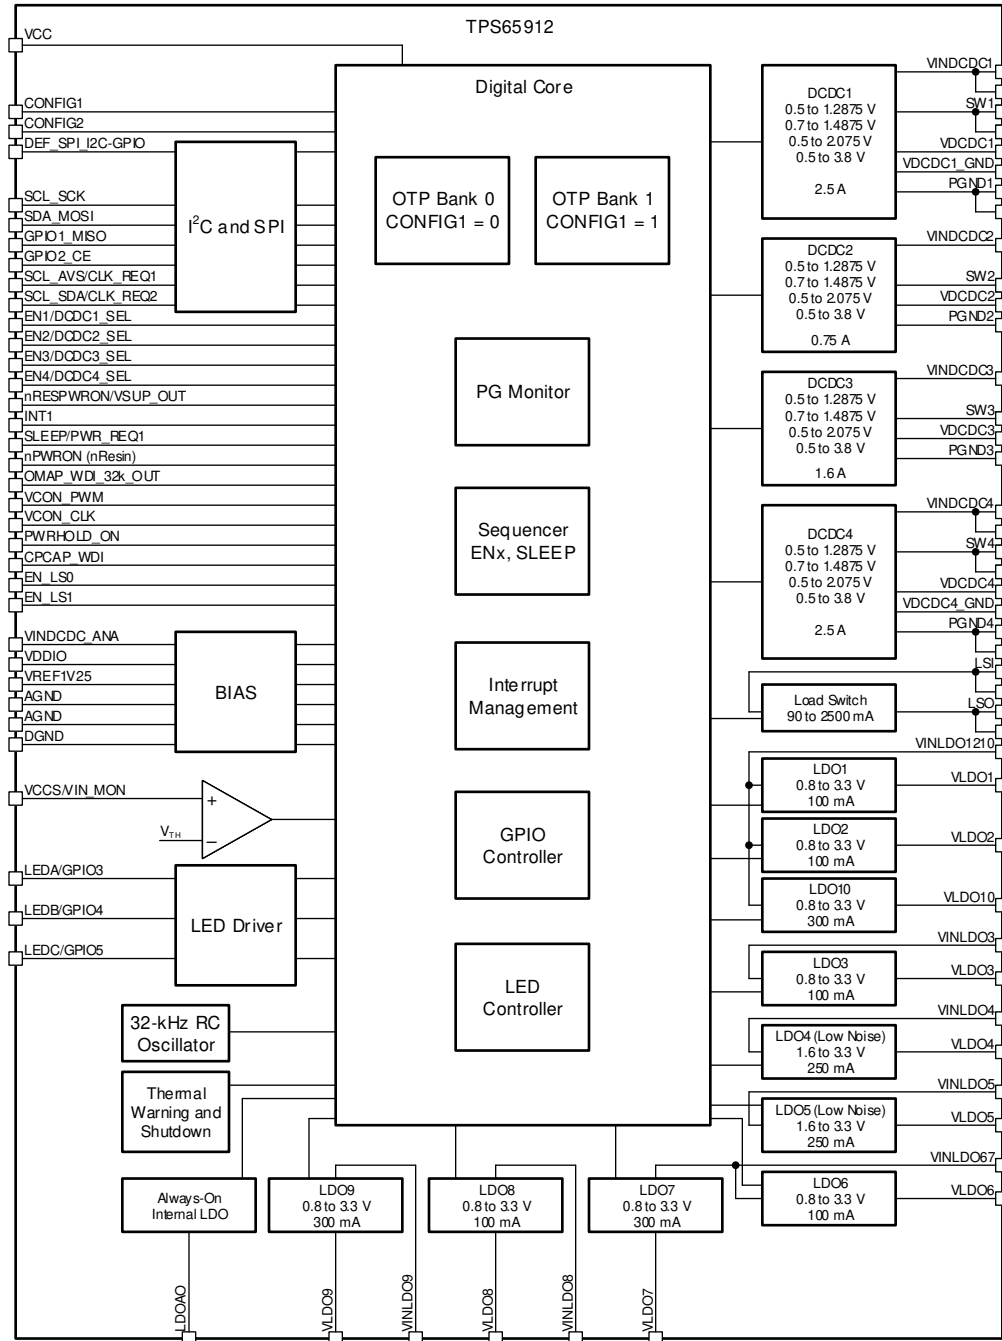 TPS65912
VCC
CONFIG1
CONFIG2
DEF_SPI_I2C-GPIO
SCL_SCK
SDA_MOSI
GPIO1_MISO
GPIO2_CE
SCL_AVS/CLK_REQ1
SCL_SDA/CLK_REQ2
EN1/DCDC1_SEL
EN2/DCDC2_SEL
EN3/DCDC3_SEL
EN4/DCDC4_SEL
nRESPWRON/VSUP_OUT
INT1
SLEEP/PWR_REQ1
nPWRON (nResin)
OMAP_WDI_32k_OUT
VCON_PWM
VCON_CLK
PWRHOLD_ON
CPCAP_WDI
EN_LS0
EN_LS1
VINDCDC_ANA
VDDIO
VREF1V25
AGND
AGND
DGND
VCCS/VIN_MON
VTH
LEDA/GPIO3
LEDB/GPIO4
LEDC/GPIO5
I²C and SPI
BIAS
+
−
LED Driver
32-kHz RC
Oscillator
Thermal
Warning and
Shutdown
Always-On
Internal LDO
LDOAO
Digital Core
OTP Bank 0
CONFIG1 = 0
OTP Bank 1
CONFIG1 = 1
PG Monitor
Sequencer
ENx, SLEEP
Interrupt
Management
GPIO
Controller
LED
Controller
DCDC1
0.5 to 1.2875 V
0.7 to 1.4875 V
0.5 to 2.075 V
0.5 to 3.8 V
2.5 A
VINDCDC1
SW1
VDCDC1
VDCDC1_GND
PGND1
DCDC2
0.5 to 1.2875 V
0.7 to 1.4875 V
0.5 to 2.075 V
0.5 to 3.8 V
0.75 A
VINDCDC2
SW2
VDCDC2
PGND2
DCDC3
0.5 to 1.2875 V
0.7 to 1.4875 V
0.5 to 2.075 V
0.5 to 3.8 V
1.6 A
VINDCDC3
SW3
VDCDC3
PGND3
DCDC4
0.5 to 1.2875 V
0.7 to 1.4875 V
0.5 to 2.075 V
0.5 to 3.8 V
2.5 A
VINDCDC4
SW4
VDCDC4
VDCDC4_GND
PGND4
LSI
Load Switch
90 to 2500 mA
LSO
VINLDO1210
LDO1
0.8 to 3.3 V
100 mA
VLDO1
LDO2
0.8 to 3.3 V
100 mA
VLDO2
LDO10
0.8 to 3.3 V
300 mA
VLDO10
VINLDO3
LDO3
0.8 to 3.3 V
100 mA
VLDO3
VINLDO4
LDO4 (Low Noise)
1.6 to 3.3 V
250 mA
VLDO4
VINLDO5
LDO5 (Low Noise)
1.6 to 3.3 V
250 mA
VLDO5
VINLDO67
LDO6
0.8 to 3.3 V
100 mA
VLDO6
LDO9
0.8 to 3.3 V
300 mA
LDO8
0.8 to 3.3 V
100 mA
LDO7
0.8 to 3.3 V
300 mA
VLDO9
VINLDO9
VLDO8
VINLDO8
VLDO7